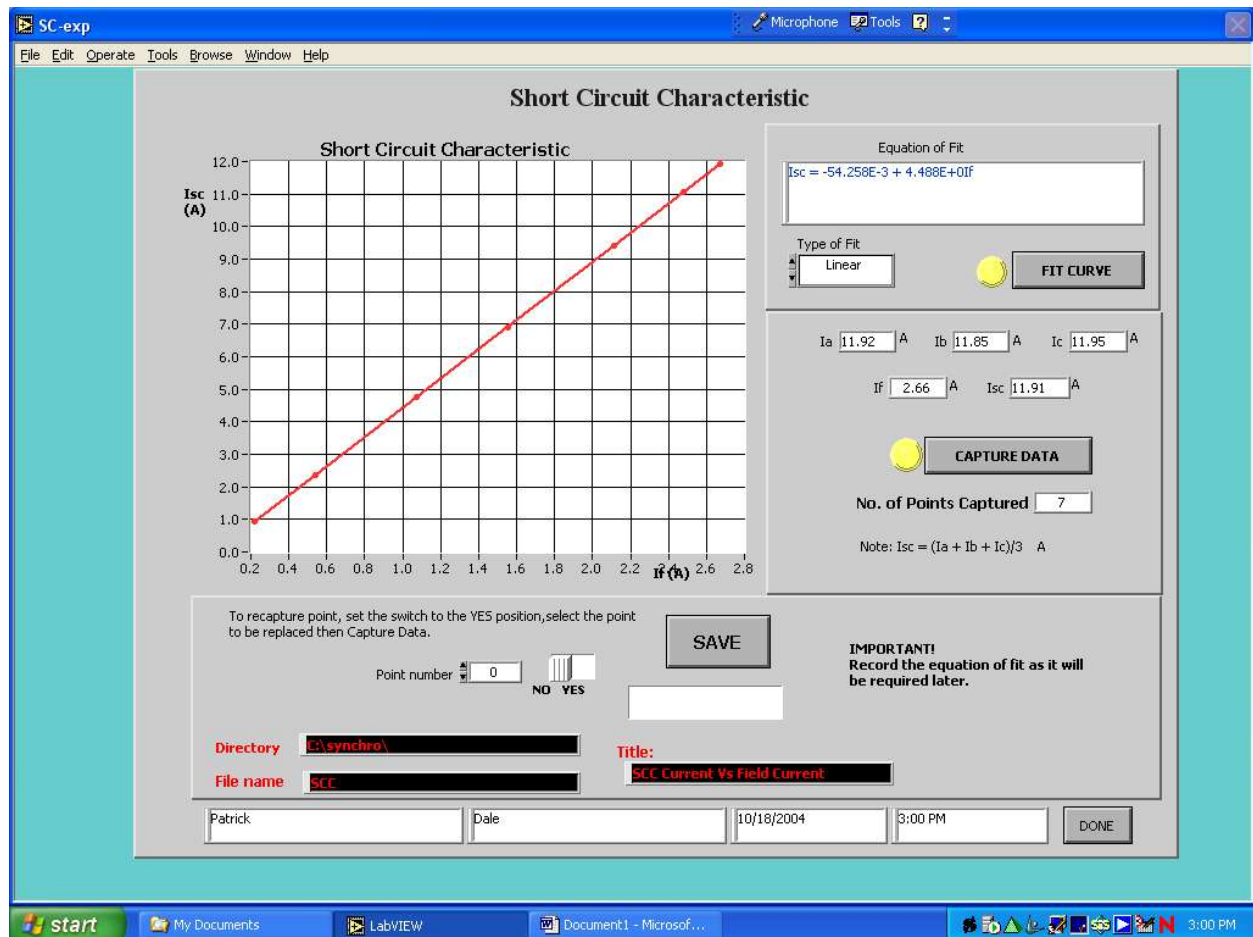 SC-exp
Microphone Tools
File Edit Operate Tools Browse Window Help
Short Circuit Characteristic
Short Circuit Characteristic
Isc
(A)
12.0
11.0
10.0
9.0
8.0
7.0
6.0
5.0
4.0
3.0
2.0
1.0
0.0
0.2 0.4 0.6 0.8 1.0 1.2 1.4 1.6 1.8 2.0 2.2 2.4 2.6 2.8
If (A)
Equation of Fit
Isc = -54.258E-3 + 4.488E+0If
Type of Fit
Linear
FIT CURVE
Ia 11.92 A Ib 11.85 A Ic 11.95 A
If 2.66 A Isc 11.91 A
CAPTURE DATA
No. of Points Captured 7
Note: Isc = (Ia + Ib + Ic)/3 A
To recapture point, set the switch to the YES position,select the point
to be replaced then Capture Data.
Point number 0
NO YES
SAVE
IMPORTANT!
Record the equation of fit as it will
be required later.
Directory C:\synchro\
File name SCC
Title:
SCC Current Vs Field Current
Patrick Dale 10/18/2004 3:00 PM DONE
start My Documents LabVIEW Document1 - Microsof... 3:00 PM